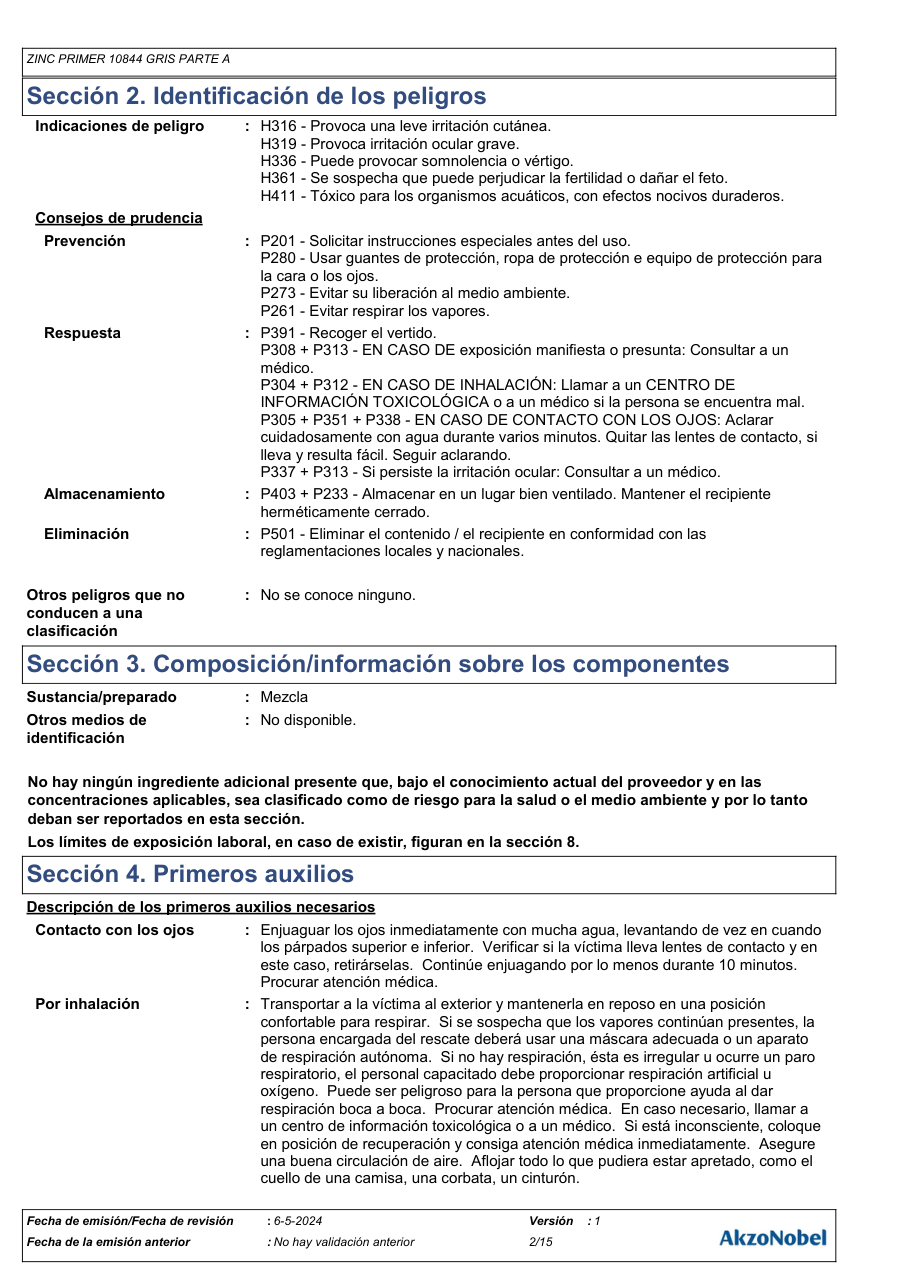 ZINC PRIMER 10844 GRIS PARTE A
Sección 2. Identificación de los peligros
Indicaciones de peligro : H316 - Provoca una leve irritación cutánea.
H319 - Provoca irritación ocular grave.
H336 - Puede provocar somnolencia o vértigo.
H361 - Se sospecha que puede perjudicar la fertilidad o dañar el feto.
H411 - Tóxico para los organismos acuáticos, con efectos nocivos duraderos.
Consejos de prudencia
Prevención : P201 - Solicitar instrucciones especiales antes del uso.
P280 - Usar guantes de protección, ropa de protección e equipo de protección para
la cara o los ojos.
P273 - Evitar su liberación al medio ambiente.
P261 - Evitar respirar los vapores.
Respuesta : P391 - Recoger el vertido.
P308 + P313 - EN CASO DE exposición manifiesta o presunta: Consultar a un
médico.
P304 + P312 - EN CASO DE INHALACIÓN: Llamar a un CENTRO DE
INFORMACIÓN TOXICOLÓGICA o a un médico si la persona se encuentra mal.
P305 + P351 + P338 - EN CASO DE CONTACTO CON LOS OJOS: Aclarar
cuidadosamente con agua durante varios minutos. Quitar las lentes de contacto, si
lleva y resulta fácil. Seguir aclarando.
P337 + P313 - Si persiste la irritación ocular: Consultar a un médico.
Almacenamiento : P403 + P233 - Almacenar en un lugar bien ventilado. Mantener el recipiente
herméticamente cerrado.
Eliminación : P501 - Eliminar el contenido / el recipiente en conformidad con las
reglamentaciones locales y nacionales.
Otros peligros que no : No se conoce ninguno.
conducen a una
clasificación
Sección 3. Composición/información sobre los componentes
Sustancia/preparado : Mezcla
Otros medios de : No disponible.
identificación
No hay ningún ingrediente adicional presente que, bajo el conocimiento actual del proveedor y en las
concentraciones aplicables, sea clasificado como de riesgo para la salud o el medio ambiente y por lo tanto
deban ser reportados en esta sección.
Los límites de exposición laboral, en caso de existir, figuran en la sección 8.
Sección 4. Primeros auxilios
Descripción de los primeros auxilios necesarios
Contacto con los ojos : Enjuaguar los ojos inmediatamente con mucha agua, levantando de vez en cuando
los párpados superior e inferior. Verificar si la víctima lleva lentes de contacto y en
este caso, retirárselas. Continúe enjuagando por lo menos durante 10 minutos.
Procurar atención médica.
Por inhalación : Transportar a la víctima al exterior y mantenerla en reposo en una posición
confortable para respirar. Si se sospecha que los vapores continúan presentes, la
persona encargada del rescate deberá usar una máscara adecuada o un aparato
de respiración autónoma. Si no hay respiración, ésta es irregular u ocurre un paro
respiratorio, el personal capacitado debe proporcionar respiración artificial u
oxígeno. Puede ser peligroso para la persona que proporcione ayuda al dar
respiración boca a boca. Procurar atención médica. En caso necesario, llamar a
un centro de información toxicológica o a un médico. Si está inconsciente, coloque
en posición de recuperación y consiga atención médica inmediatamente. Asegure
una buena circulación de aire. Aflojar todo lo que pudiera estar apretado, como el
cuello de una camisa, una corbata, un cinturón.
Fecha de emisión/Fecha de revisión : 6-5-2024 Versión : 1
Fecha de la emisión anterior : No hay validación anterior 2/15 AkzoNobel